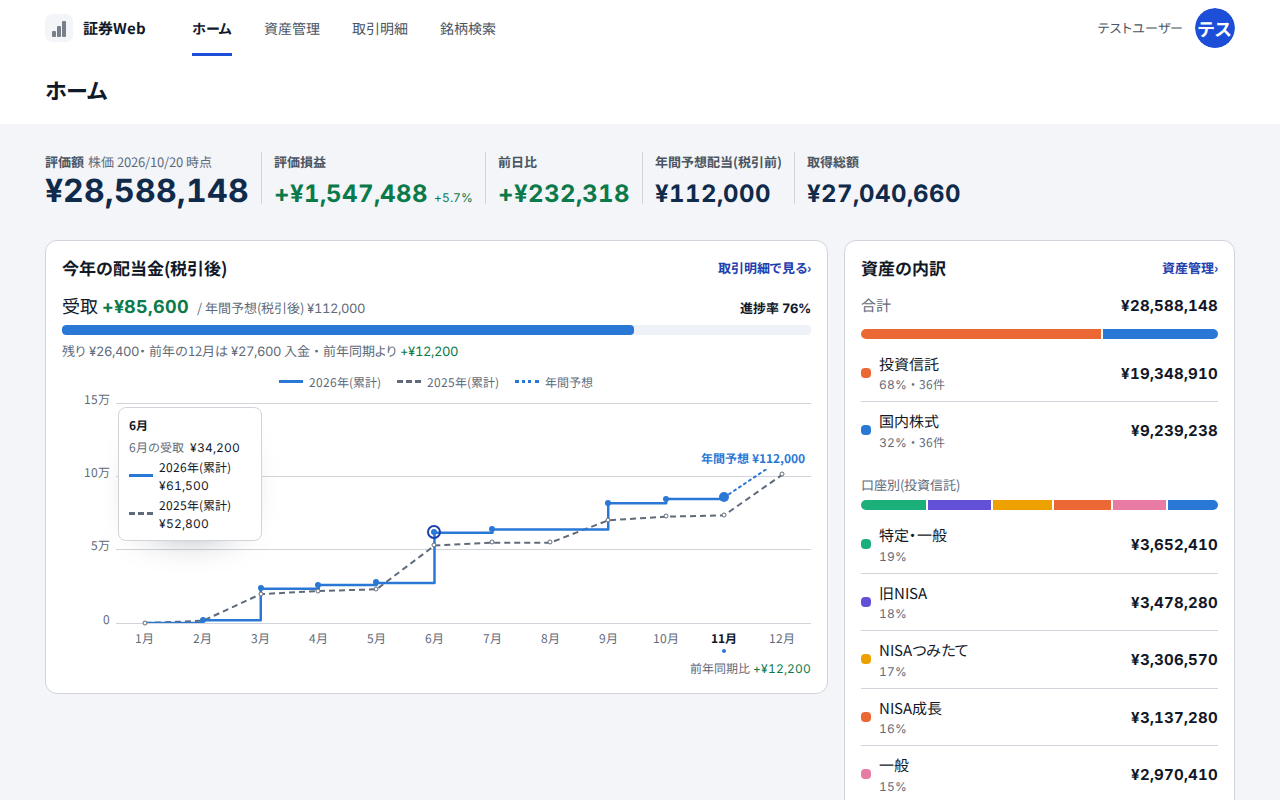 証券Web
ホーム
資産管理
取引明細
銘柄検索
テストユーザー
テス
ホーム
評価額 株価 2026/10/20 時点
¥28,588,148
評価損益
+¥1,547,488 +5.7%
前日比
+¥232,318
年間予想配当(税引前)
¥112,000
取得総額
¥27,040,660
今年の配当金(税引後)
取引明細で見る›
受取 +¥85,600 / 年間予想(税引後) ¥112,000
進捗率 76%
残り ¥26,400・前年の12月は ¥27,600 入金・前年同期より +¥12,200
2026年(累計)
2025年(累計)
年間予想
15万
10万
5万
0
6月
6月の受取 ¥34,200
2026年(累計)
¥61,500
2025年(累計)
¥52,800
年間予想 ¥112,000
1月
2月
3月
4月
5月
6月
7月
8月
9月
10月
11月
12月
前年同期比 +¥12,200
資産の内訳
資産管理›
合計
¥28,588,148
投資信託
68%・36件
¥19,348,910
国内株式
32%・36件
¥9,239,238
口座別(投資信託)
特定・一般
19%
¥3,652,410
旧NISA
18%
¥3,478,280
NISAつみたて
17%
¥3,306,570
NISA成長
16%
¥3,137,280
一般
15%
¥2,970,410